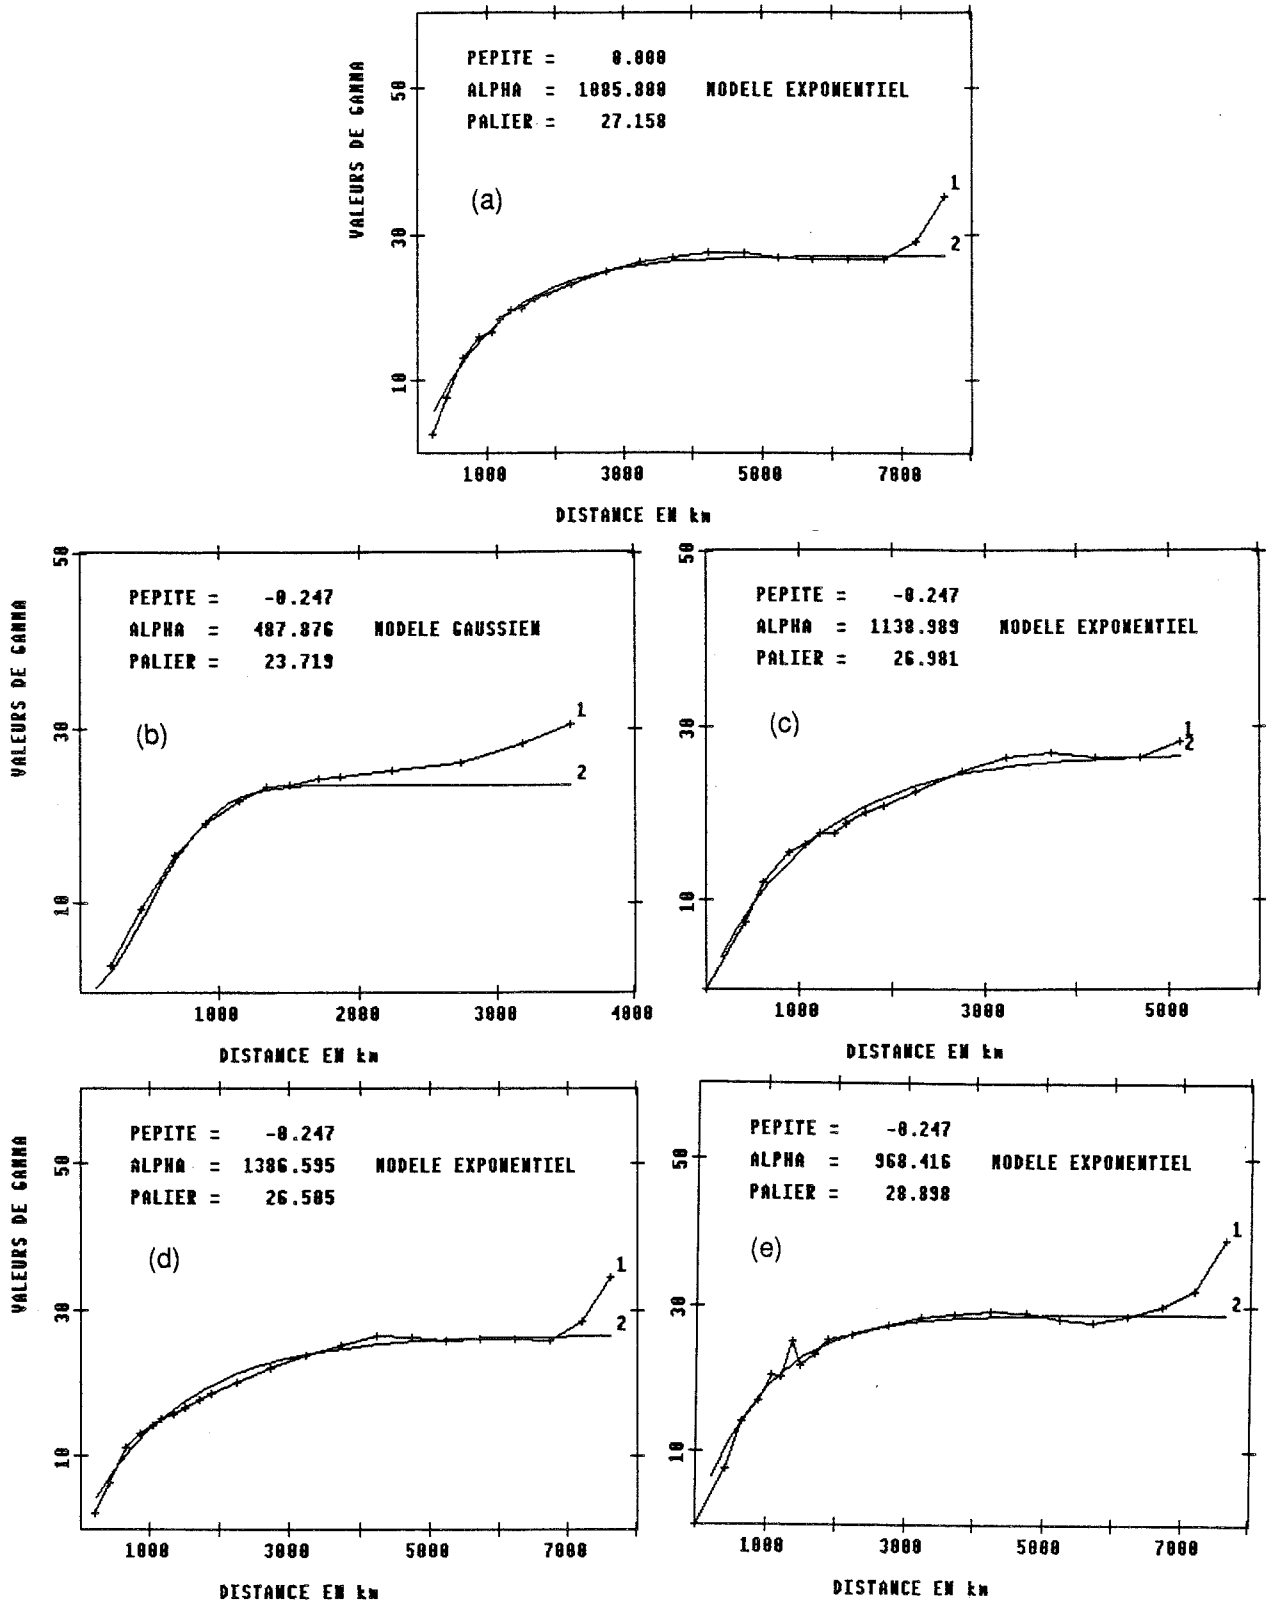 VALEURS DE GAMMA
50
30
10
PEPITE = 0.000
ALPHA = 1085.880 MODELE EXPONENTIEL
PALIER = 27.158
(a)
1
2
1000 3000 5000 7000
DISTANCE EN km
VALEURS DE GAMMA
50
30
10
PEPITE = -0.247
ALPHA = 487.876 MODELE GAUSSIEN
PALIER = 23.719
(b)
1
2
1000 2000 3000 4000
DISTANCE EN km
50
30
10
PEPITE = -0.247
ALPHA = 1138.989 MODELE EXPONENTIEL
PALIER = 26.981
(c)
1
2
1000 3000 5000
DISTANCE EN km
VALEURS DE GAMMA
50
30
10
PEPITE = -0.247
ALPHA = 1386.595 MODELE EXPONENTIEL
PALIER = 26.505
(d)
1
2
1000 3000 5000 7000
DISTANCE EN km
50
30
10
PEPITE = -0.247
ALPHA = 968.416 MODELE EXPONENTIEL
PALIER = 28.898
(e)
1
2
1000 3000 5000 7000
DISTANCE EN km